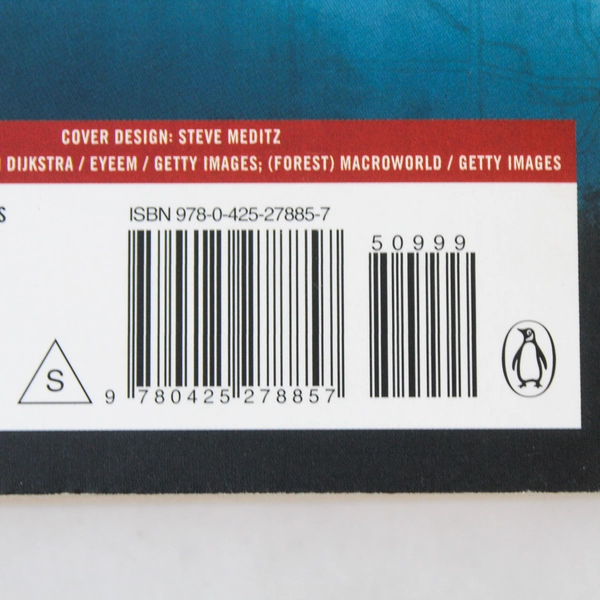 COVER DESIGN: STEVE MEDITZ
DIJKSTRA / EYEEM / GETTY IMAGES; (FOREST) MACROWORLD / GETTY IMAGES
S
ISBN 978-0-425-27885-7
50999
S
9 780425 278857